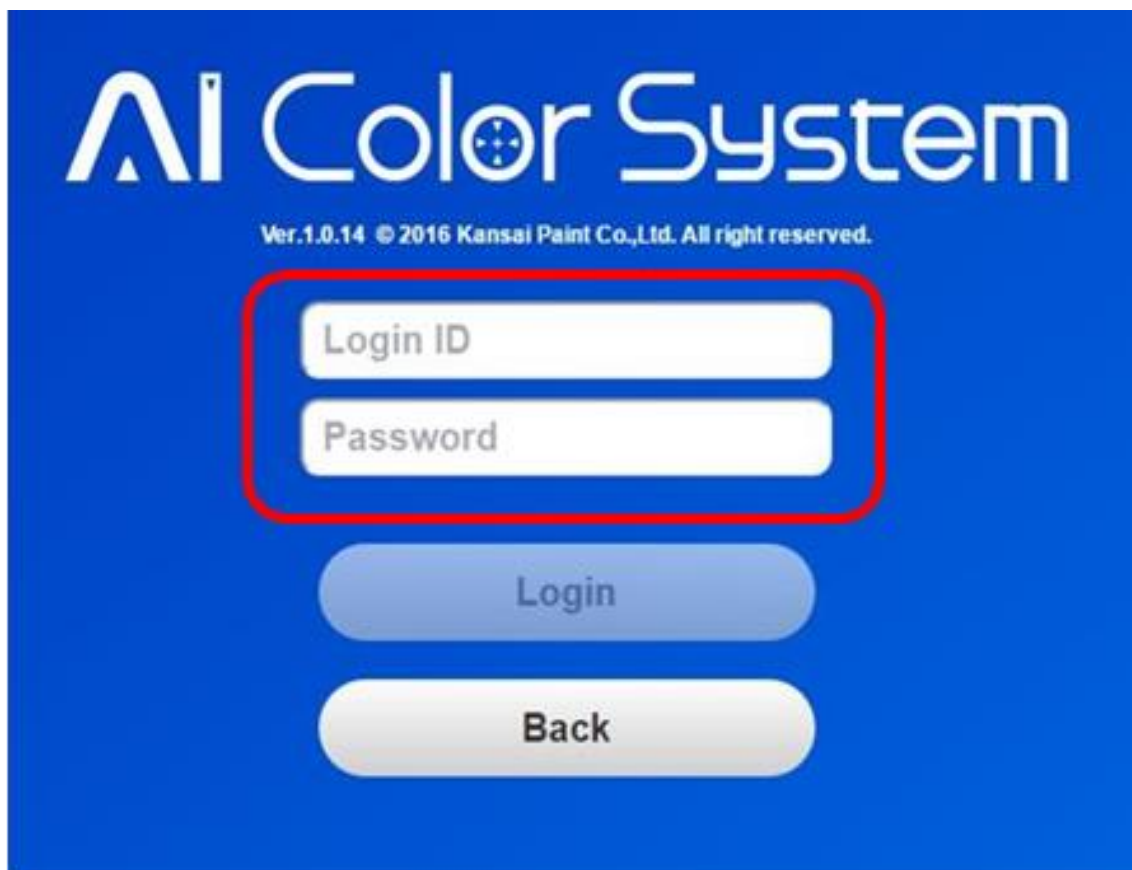 Ai Color System
Ver.1.0.14 © 2016 Kansai Paint Co.,Ltd. All right reserved.
Login ID
Password
Login
Back